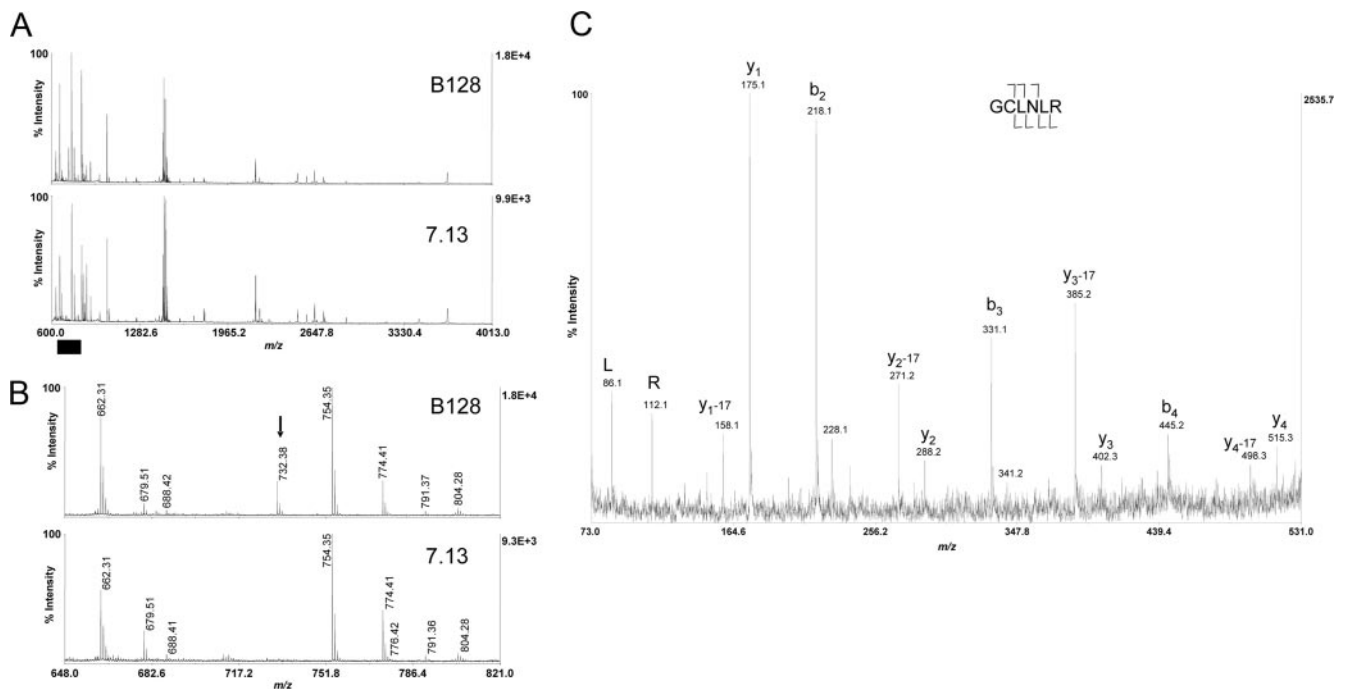 A
100
1.8E+4
B128
% Intensity
100
9.9E+3
7.13
% Intensity
600.0 1282.6 1965.2 2647.8 3330.4 4013.0
m/z
B
100
1.8E+4
B128
% Intensity
662.31
679.51
688.42
732.38
754.35
774.41
791.37
804.28
100
9.3E+3
7.13
% Intensity
662.31
679.51
688.41
754.35
774.41
776.42
791.36
804.28
648.0 682.6 717.2 751.8 786.4 821.0
m/z
C
100
2535.7
% Intensity
GCLNLR
L
86.1
R
112.1
y1-17
158.1
y1
175.1
b2
218.1
228.1
y2-17
271.2
y2
288.2
b3
331.1
341.2
y3-17
385.2
y3
402.3
b4
445.2
y4-17
498.3
y4
515.3
73.0 164.6 256.2 347.8 439.4 531.0
m/z